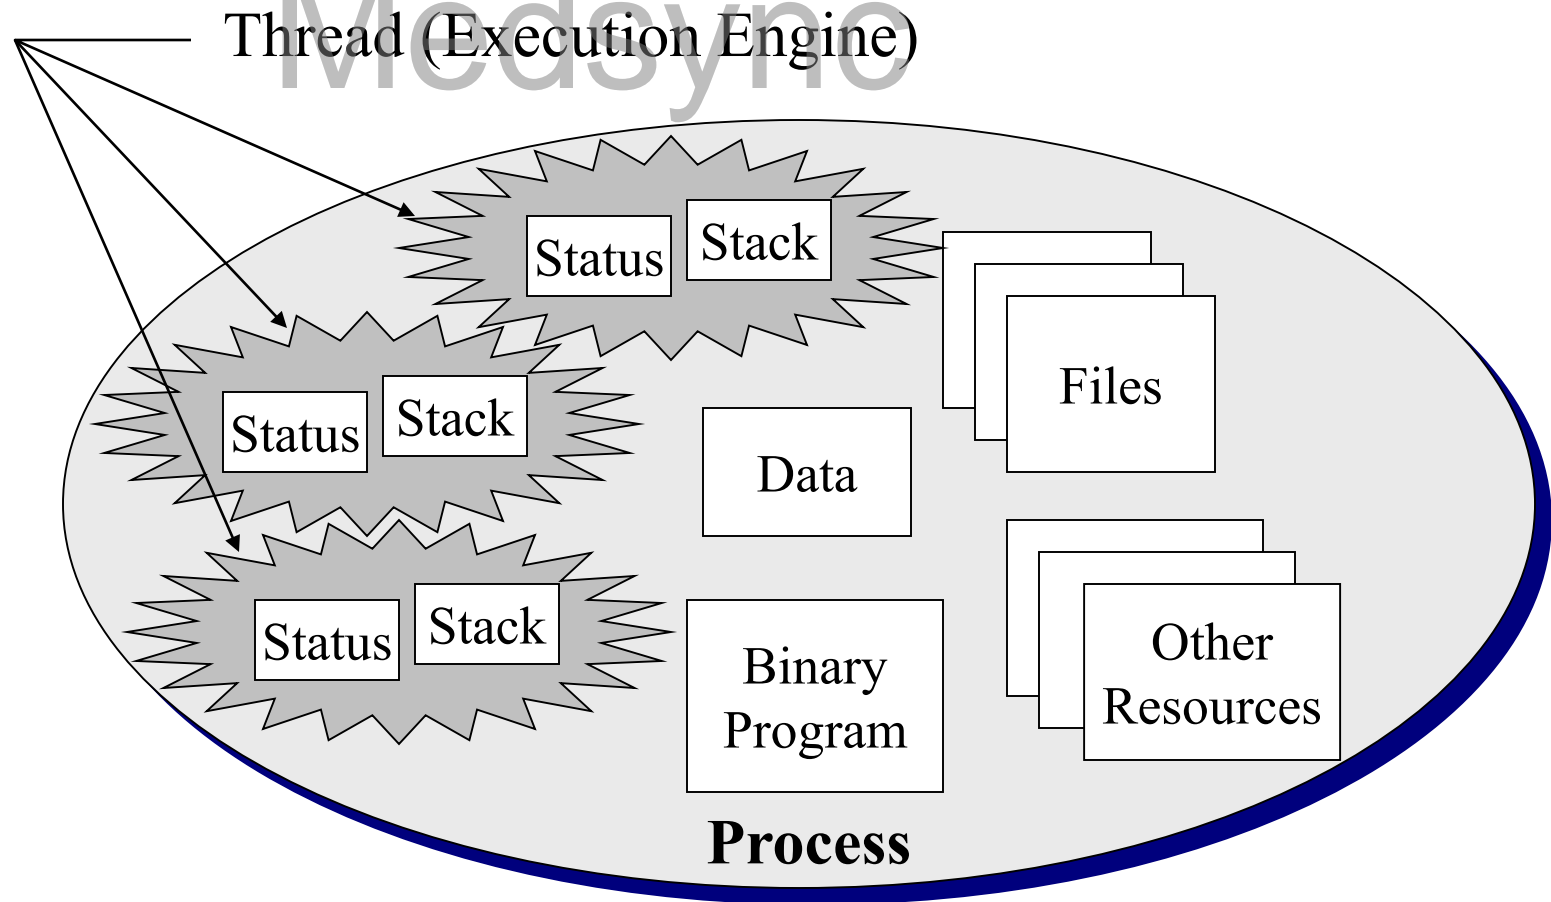 Thread (Execution Engine)
Medsync
Status
Stack
Status
Stack
Status
Stack
Files
Data
Binary
Program
Other
Resources
Process